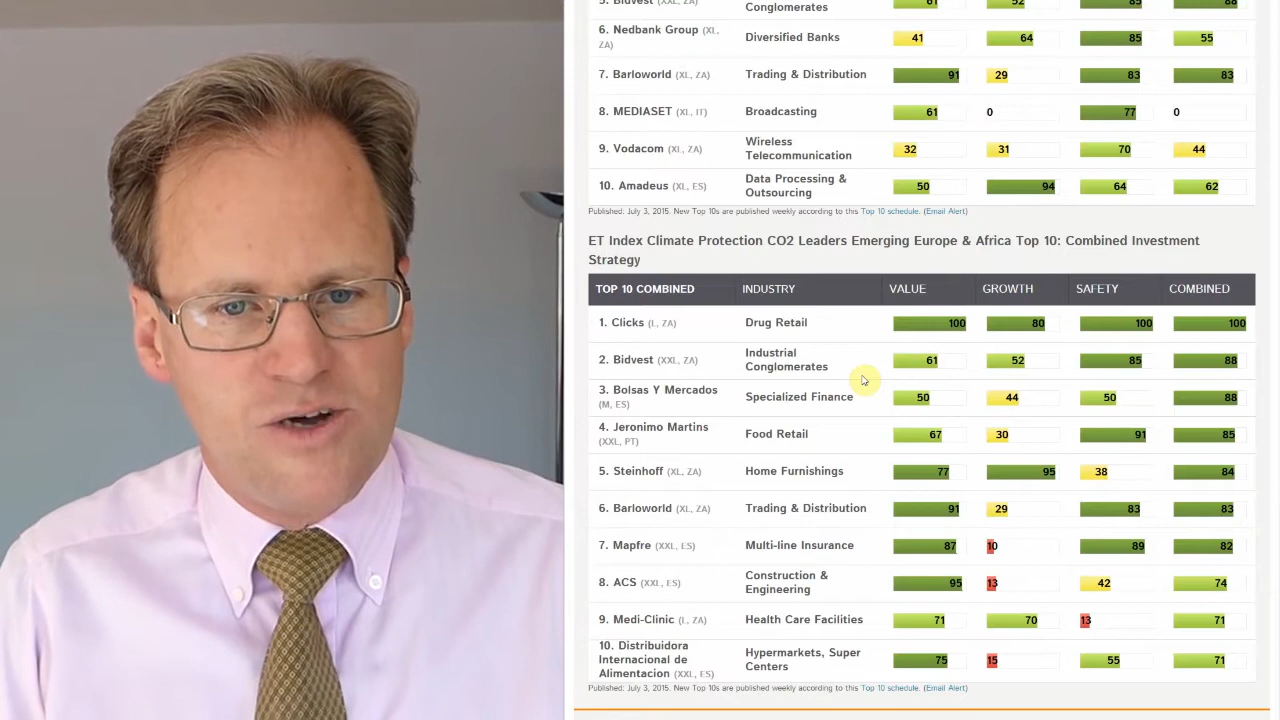 5. Bidvest (XXL, ZA) Conglomerates 61 52 85 88
6. Nedbank Group (XL, Diversified Banks 41 64 85 55
ZA)
7. Barloworld (XL, ZA) Trading & Distribution 91 29 83 83
8. MEDIASET (XL, IT) Broadcasting 61 0 77 0
Wireless
9. Vodacom (XL, ZA) 32 31 70 44
Telecommunication
Data Processing &
10. Amadeus (XL, ES) 50 94 64 62
Outsourcing
Published: July 3, 2015. New Top 10s are published weekly according to this Top 10 schedule. (Email Alert)
ET Index Climate Protection CO2 Leaders Emerging Europe & Africa Top 10: Combined Investment
Strategy
TOP 10 COMBINED INDUSTRY VALUE GROWTH SAFETY COMBINED
1. Clicks (L, ZA) Drug Retail 100 80 100 100
Industrial
2. Bidvest (XXL, ZA) 61 52 85 88
Conglomerates
3. Bolsas Y Mercados Specialized Finance 50 44 50 88
(M, ES)
4. Jeronimo Martins Food Retail 67 30 91 85
(XXL, PT)
5. Steinhoff (XL, ZA) Home Furnishings 77 95 38 84
6. Barloworld (XL, ZA) Trading & Distribution 91 29 83 83
7. Mapfre (XXL, ES) Multi-line Insurance 87 10 89 82
Construction &
8. ACS (XXL, ES) 95 13 42 74
Engineering
9. Medi-Clinic (L, ZA) Health Care Facilities 71 70 13 71
10. Distribuidora Hypermarkets, Super
Internacional de 75 15 55 71
Alimentacion (XXL, ES) Centers
Published: July 3, 2015. New Top 10s are published weekly according to this Top 10 schedule. (Email Alert)